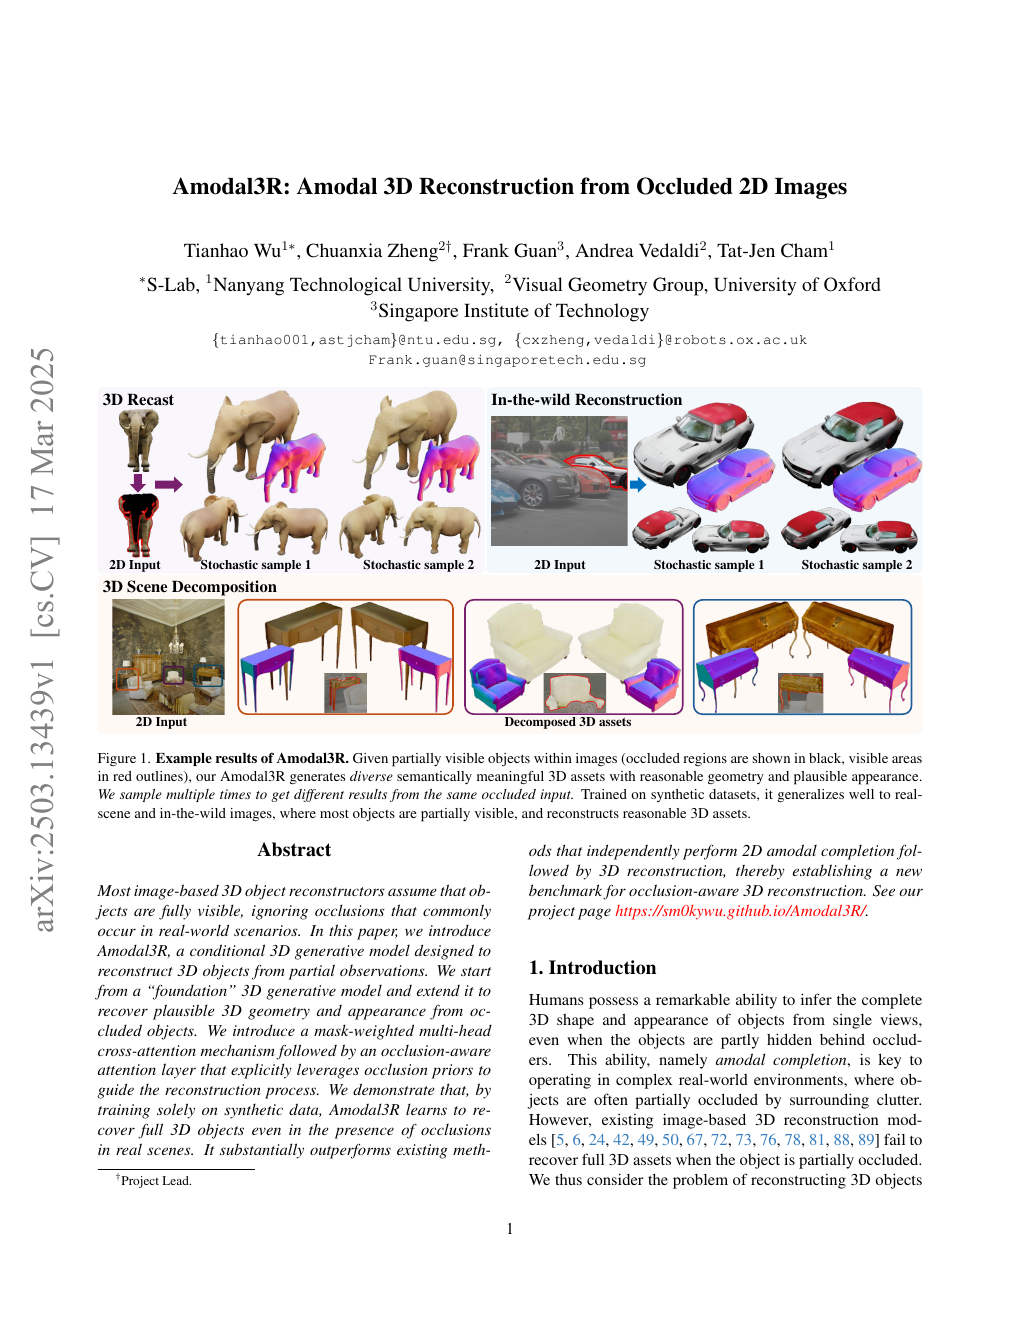 Amodal3R: Amodal 3D Reconstruction from Occluded 2D Images
Tianhao Wu1*, Chuanxia Zheng2†, Frank Guan3, Andrea Vedaldi2, Tat-Jen Cham1
*S-Lab, 1Nanyang Technological University, 2Visual Geometry Group, University of Oxford
3Singapore Institute of Technology
{tianhao001,astjcham}@ntu.edu.sg, {cxzheng,vedaldi}@robots.ox.ac.uk
Frank.guan@singaporetech.edu.sg
arXiv:2503.13439v1 [cs.CV] 17 Mar 2025
3D Recast
2D Input
Stochastic sample 1
Stochastic sample 2
In-the-wild Reconstruction
2D Input
Stochastic sample 1
Stochastic sample 2
3D Scene Decomposition
2D Input
Decomposed 3D assets
Figure 1. Example results of Amodal3R. Given partially visible objects within images (occluded regions are shown in black, visible areas
in red outlines), our Amodal3R generates diverse semantically meaningful 3D assets with reasonable geometry and plausible appearance.
We sample multiple times to get different results from the same occluded input. Trained on synthetic datasets, it generalizes well to real-
scene and in-the-wild images, where most objects are partially visible, and reconstructs reasonable 3D assets.
Abstract
Most image-based 3D object reconstructors assume that ob-
jects are fully visible, ignoring occlusions that commonly
occur in real-world scenarios. In this paper, we introduce
Amodal3R, a conditional 3D generative model designed to
reconstruct 3D objects from partial observations. We start
from a “foundation” 3D generative model and extend it to
recover plausible 3D geometry and appearance from oc-
cluded objects. We introduce a mask-weighted multi-head
cross-attention mechanism followed by an occlusion-aware
attention layer that explicitly leverages occlusion priors to
guide the reconstruction process. We demonstrate that, by
training solely on synthetic data, Amodal3R learns to re-
cover full 3D objects even in the presence of occlusions
in real scenes. It substantially outperforms existing meth-
†Project Lead.
ods that independently perform 2D amodal completion fol-
lowed by 3D reconstruction, thereby establishing a new
benchmark for occlusion-aware 3D reconstruction. See our
project page https://sm0kywu.github.io/Amodal3R/.
1. Introduction
Humans possess a remarkable ability to infer the complete
3D shape and appearance of objects from single views,
even when the objects are partly hidden behind occlud-
ers. This ability, namely amodal completion, is key to
operating in complex real-world environments, where ob-
jects are often partially occluded by surrounding clutter.
However, existing image-based 3D reconstruction mod-
els [5, 6, 24, 42, 49, 50, 67, 72, 73, 76, 78, 81, 88, 89] fail to
recover full 3D assets when the object is partially occluded.
We thus consider the problem of reconstructing 3D objects
1